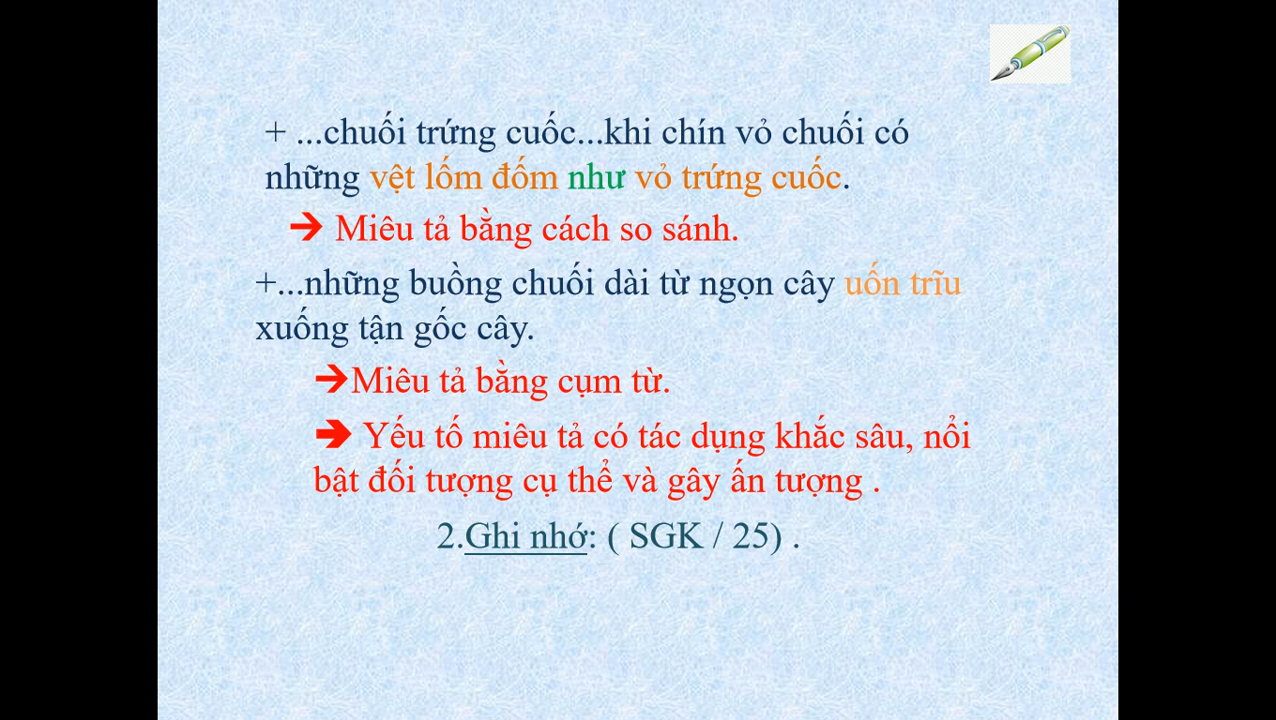 + ...chuối trứng cuốc...khi chín vỏ chuối có
những vệt lốm đốm như vỏ trứng cuốc.
➔ Miêu tả bằng cách so sánh.
+...những buồng chuối dài từ ngọn cây uốn trĩu
xuống tận gốc cây.
→Miêu tả bằng cụm từ.
➔ Yếu tố miêu tả có tác dụng khắc sâu, nổi
bật đối tượng cụ thể và gây ấn tượng .
2.Ghi nhớ: ( SGK / 25) .